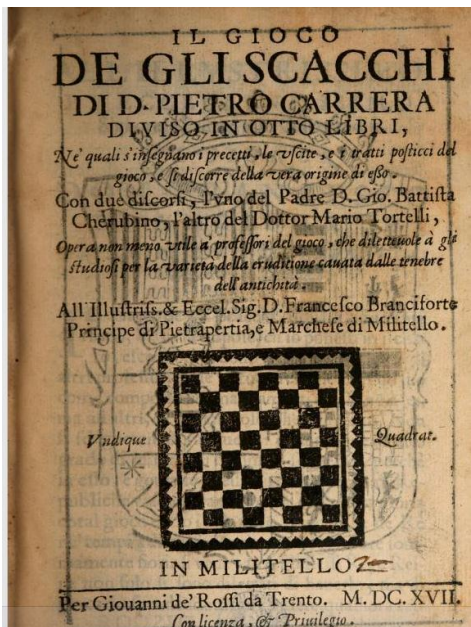 IL GIOCO
DE GLI SCACCHI
DI D. PIETRO CARRERA
DIVISO IN OTTO LIBRI,
Ne' quali s'insegnano i precetti, le vscite, e i tratti posticci del
gioco, e si discorre della vera origine di esso.
Con due discorsi, l'vno del Padre D. Gio. Battista
Cherubino, l'altro del Dottor Mario Tortelli,
Opera non meno vtile a' professori del gioco, che diletteuole à gli
studiosi per la varietà della eruditione cauata dalle tenebre
dell'antichità.
All'Illustriss. & Eccel. Sig. D. Francesco Branciforte
Principe di Pietrapertia, e Marchese di Militello.
Vndique
Quadrat.
IN MILITELLO
Per Giouanni de' Rossi da Trento. M. DC. XVII.
Con licenza, & Priuilegio.